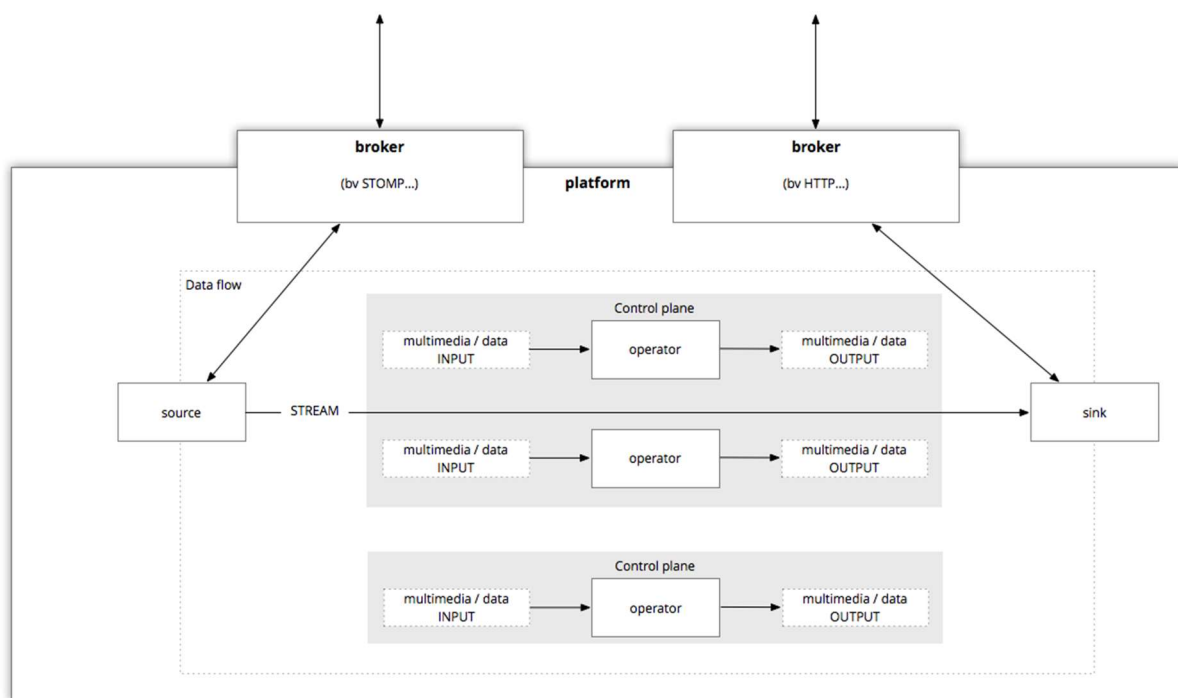 broker
broker
(bv STOMP...)
platform
(bv HTTP...)
Data flow
Control plane
multimedia / data
INPUT
operator
multimedia / data
OUTPUT
source
STREAM
sink
multimedia / data
INPUT
operator
multimedia / data
OUTPUT
Control plane
multimedia / data
INPUT
operator
multimedia / data
OUTPUT